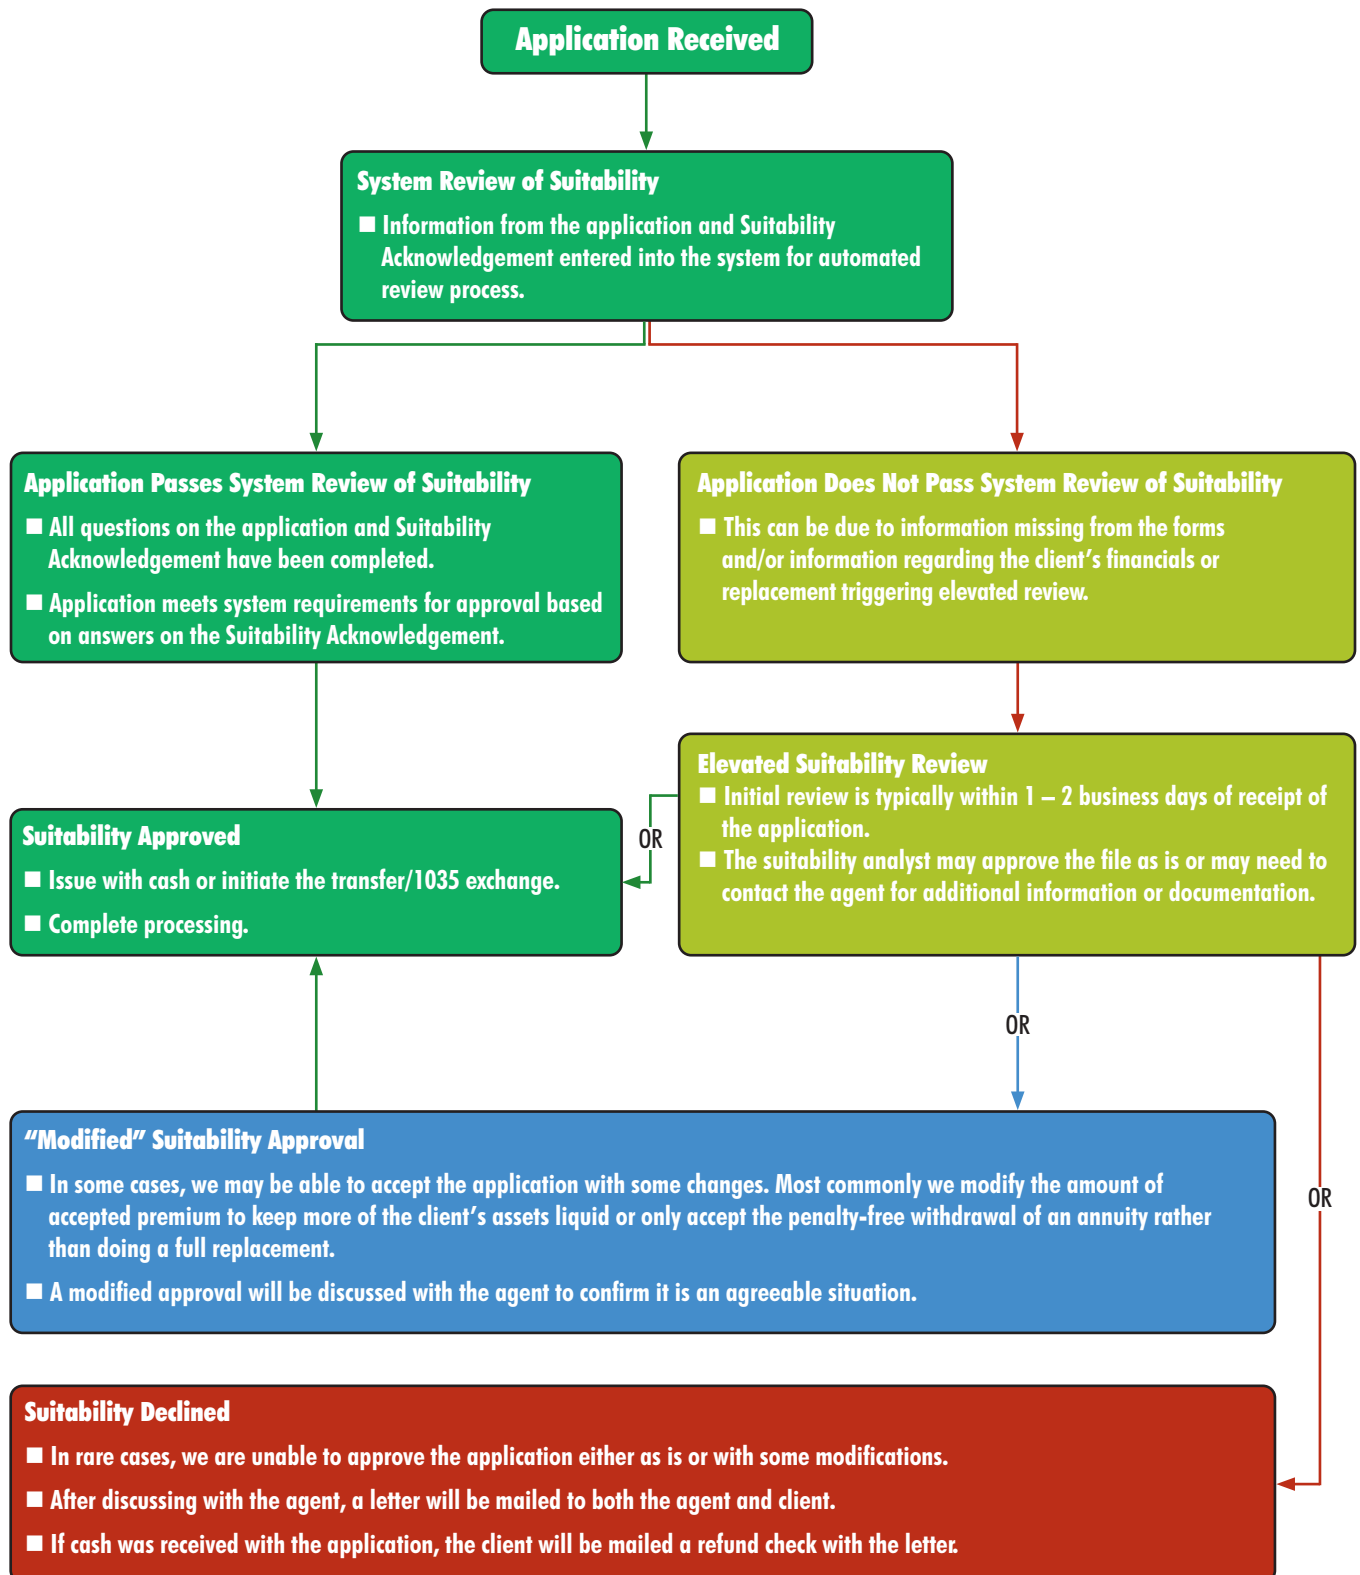 Application Received
System Review of Suitability
■ Information from the application and Suitability
Acknowledgement entered into the system for automated
review process.
Application Passes System Review of Suitability
■ All questions on the application and Suitability
Acknowledgement have been completed.
■ Application meets system requirements for approval based
on answers on the Suitability Acknowledgement.
Application Does Not Pass System Review of Suitability
■ This can be due to information missing from the forms
and/or information regarding the client’s financials or
replacement triggering elevated review.
Elevated Suitability Review
■ Initial review is typically within 1 – 2 business days of receipt of
the application.
■ The suitability analyst may approve the file as is or may need to
contact the agent for additional information or documentation.
OR
Suitability Approved
■ Issue with cash or initiate the transfer/1035 exchange.
■ Complete processing.
OR
“Modified” Suitability Approval
■ In some cases, we may be able to accept the application with some changes. Most commonly we modify the amount of
accepted premium to keep more of the client’s assets liquid or only accept the penalty-free withdrawal of an annuity rather
than doing a full replacement.
■ A modified approval will be discussed with the agent to confirm it is an agreeable situation.
OR
Suitability Declined
■ In rare cases, we are unable to approve the application either as is or with some modifications.
■ After discussing with the agent, a letter will be mailed to both the agent and client.
■ If cash was received with the application, the client will be mailed a refund check with the letter.